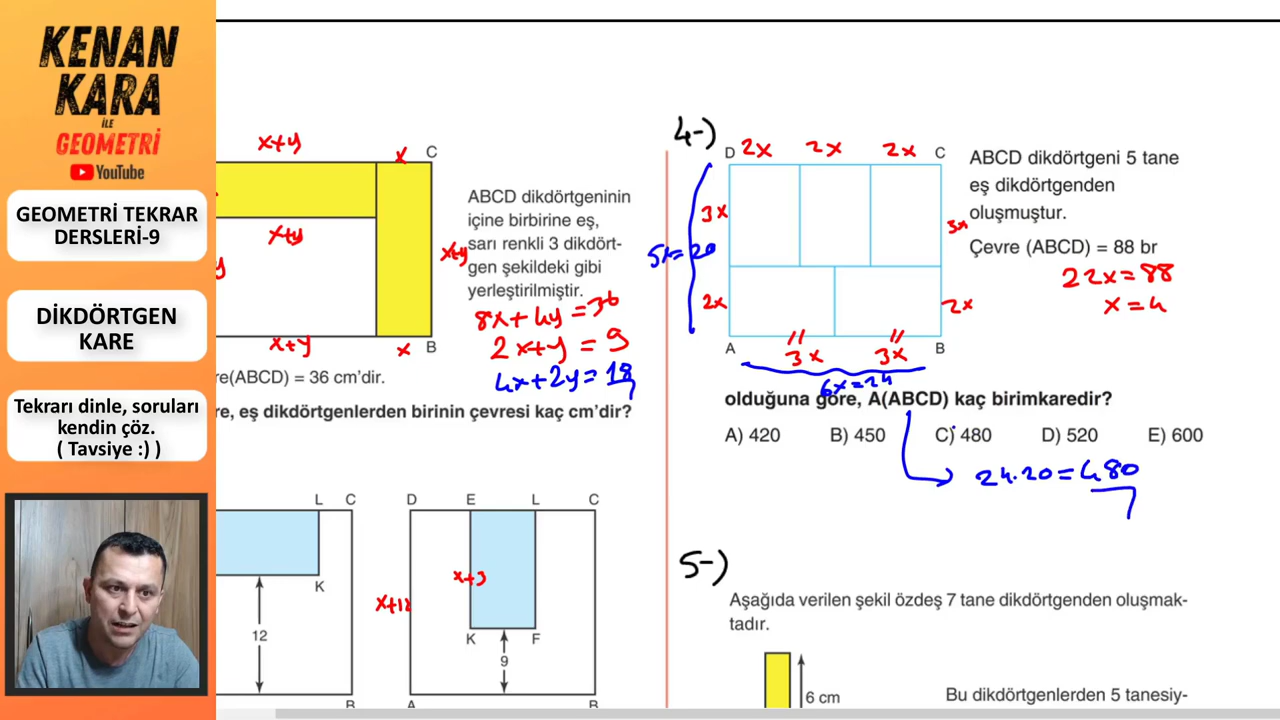 KENAN
KARA
İLE
GEOMETRİ
YouTube
GEOMETRİ TEKRAR
DERSLERİ-9
DİKDÖRTGEN
KARE
Tekrarı dinle, soruları
kendin çöz.
( Tavsiye :) )
x+y
x
C
x+y
x+y
y
x+y
x
B
ABCD dikdörtgeninin
içine birbirine eş,
sarı renkli 3 dikdört-
gen şekildeki gibi
yerleştirilmiştir.
8x+4y=36
2x+y=9
4x+2y=18
re(ABCD) = 36 cm'dir.
re, eş dikdörtgenlerden birinin çevresi kaç cm'dir?
L C
K
12
B
D E L C
x+3
x+12
K F
9
A B
4-)
D 2x 2x 2x C
3x
3x
5x=20
2x
2x
A 3x 3x B
6x=24
ABCD dikdörtgeni 5 tane
eş dikdörtgenden
oluşmuştur.
Çevre (ABCD) = 88 br
22x=88
x=4
olduğuna göre, A(ABCD) kaç birimkaredir?
A) 420 B) 450 C) 480 D) 520 E) 600
24.20=480
5-)
Aşağıda verilen şekil özdeş 7 tane dikdörtgenden oluşmak-
tadır.
6 cm
Bu dikdörtgenlerden 5 tanesiy-